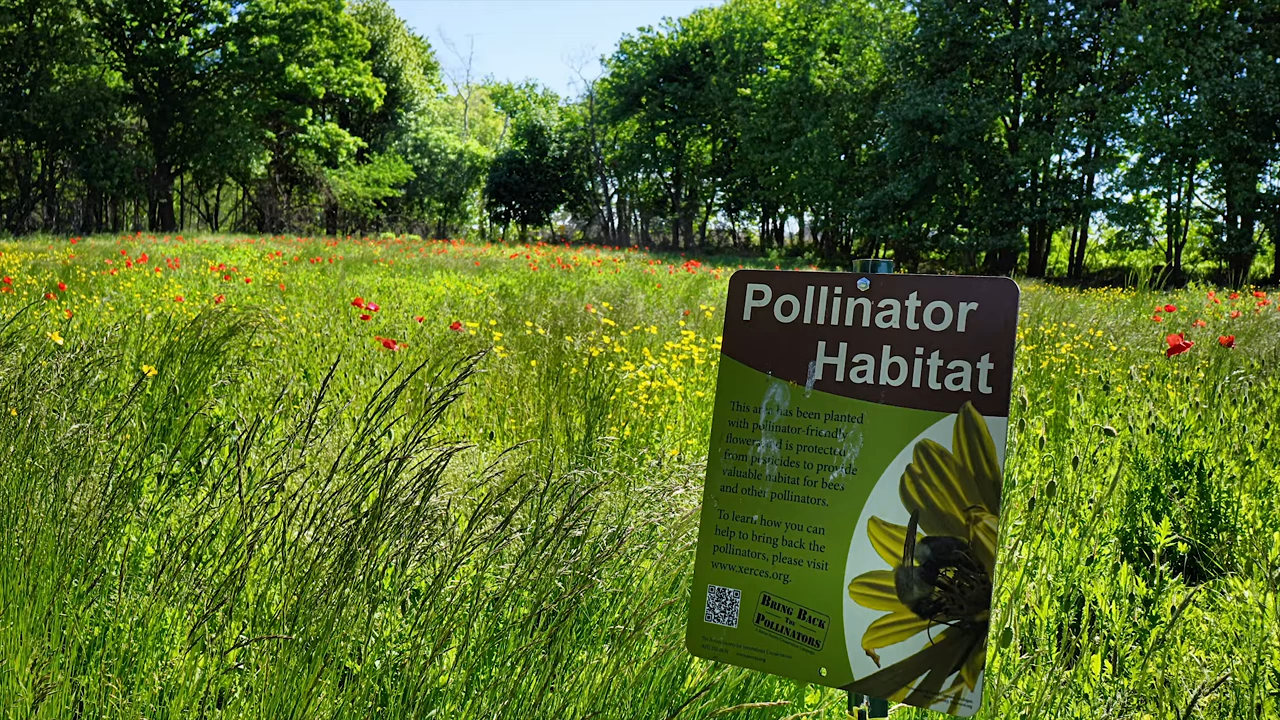 Pollinator
Habitat
This area has been planted
with pollinator-friendly
flowers and is protected
from pesticides to provide
valuable habitat for bees
and other pollinators.
To learn how you can
help to bring back the
pollinators, please visit
www.xerces.org.
BRING BACK
THE
POLLINATORS